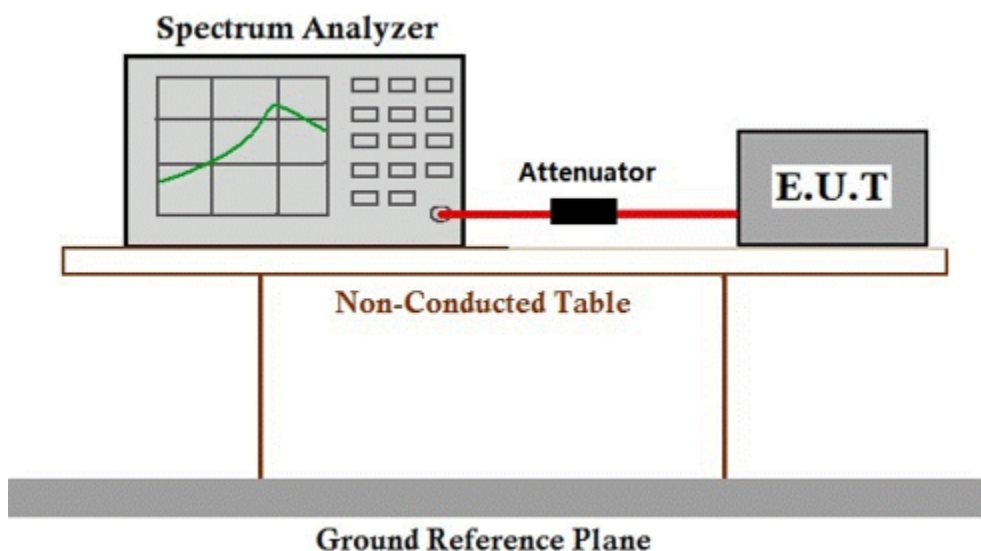 Spectrum Analyzer
Attenuator
E.U.T
Non-Conducted Table
Ground Reference Plane